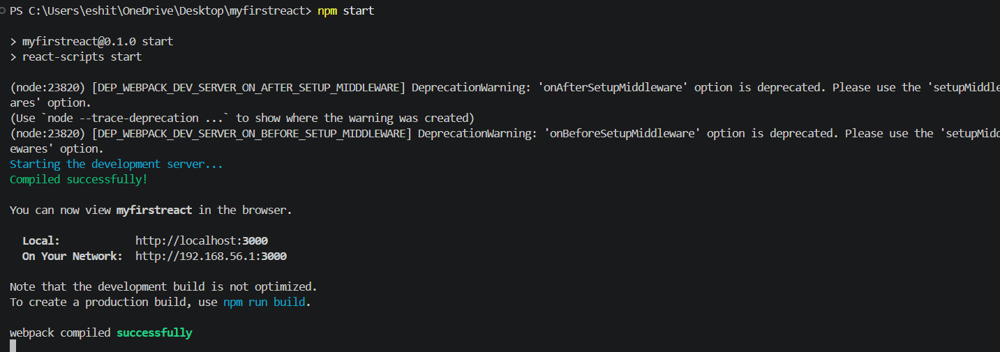 PS C:\Users\eshit\OneDrive\Desktop\myfirstreact> npm start
> myfirstreact@0.1.0 start
> react-scripts start
(node:23820) [DEP_WEBPACK_DEV_SERVER_ON_AFTER_SETUP_MIDDLEWARE] DeprecationWarning: 'onAfterSetupMiddleware' option is deprecated. Please use the 'setupMiddle
ares' option.
(Use `node --trace-deprecation ...` to show where the warning was created)
(node:23820) [DEP_WEBPACK_DEV_SERVER_ON_BEFORE_SETUP_MIDDLEWARE] DeprecationWarning: 'onBeforeSetupMiddleware' option is deprecated. Please use the 'setupMidd
ewares' option.
Starting the development server...
Compiled successfully!
You can now view myfirstreact in the browser.
Local: http://localhost:3000
On Your Network: http://192.168.56.1:3000
Note that the development build is not optimized.
To create a production build, use npm run build.
webpack compiled successfully